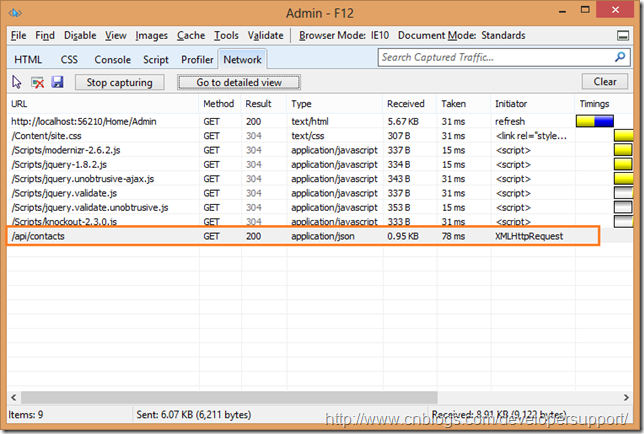 Admin - F12
File Find Disable View Images Cache Tools Validate Browser Mode: IE10 Document Mode: Standards
HTML CSS Console Script Profiler Network Search Captured Traffic...
Stop capturing Go to detailed view Clear
URL Method Result Type Received Taken Initiator Timings
http://localhost:56210/Home/Admin GET 200 text/html 5.67 KB 31 ms refresh
/Content/site.css GET 304 text/css 307 B 31 ms <link rel="style...
/Scripts/modernizr-2.6.2.js GET 304 application/javascript 337 B 15 ms <script>
/Scripts/jquery-1.8.2.js GET 304 application/javascript 334 B 15 ms <script>
/Scripts/jquery.unobtrusive-ajax.js GET 304 application/javascript 343 B 31 ms <script>
/Scripts/jquery.validate.js GET 304 application/javascript 337 B 31 ms <script>
/Scripts/jquery.validate.unobtrusive.js GET 304 application/javascript 353 B 15 ms <script>
/Scripts/knockout-2.3.0.js GET 304 application/javascript 333 B 31 ms <script>
/api/contacts GET 200 application/json 0.95 KB 78 ms XMLHttpRequest
Items: 9 Sent: 6.07 KB (6,211 bytes) Received: 8.91 KB (9,122 bytes)
http://www.cnblogs.com/developersupport/